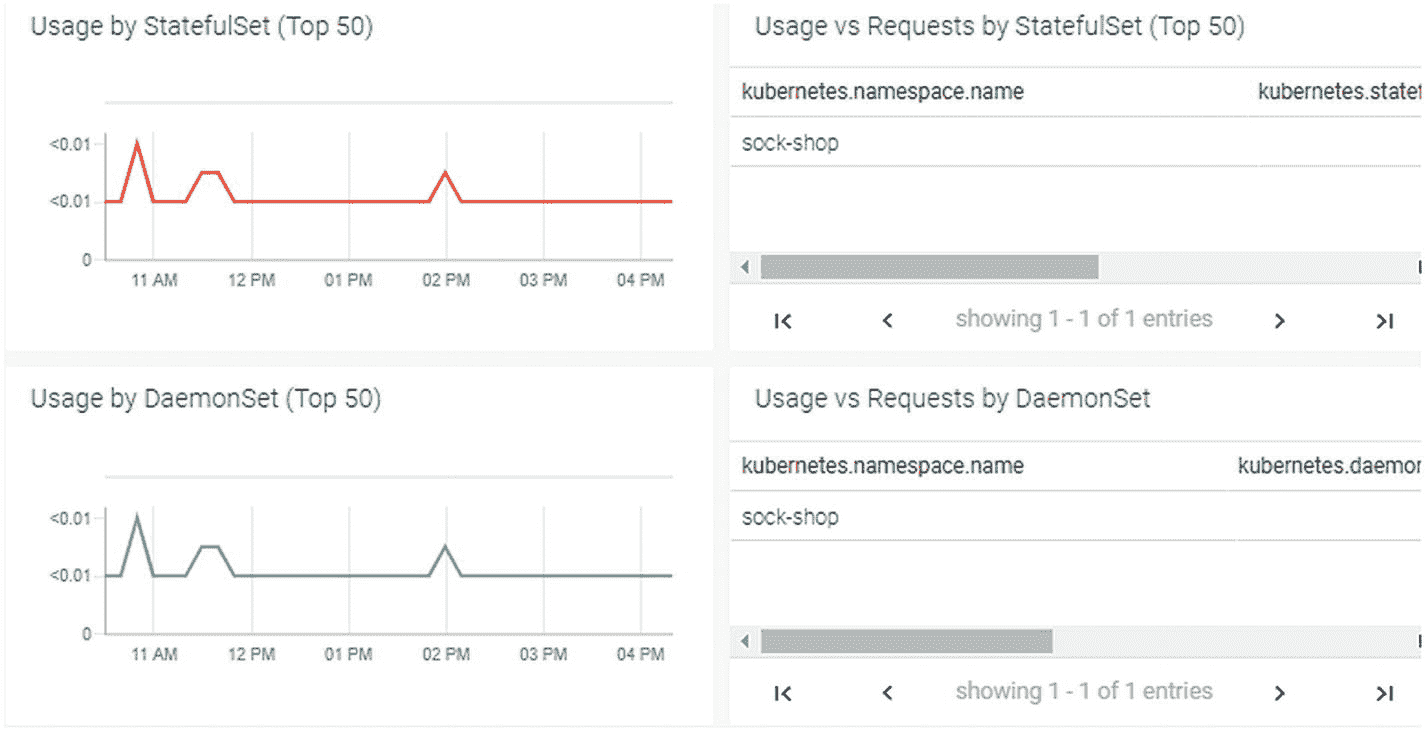 Usage by StatefulSet (Top 50)
<0.01
<0.01
0
11 AM 12 PM 01 PM 02 PM 03 PM 04 PM
Usage vs Requests by StatefulSet (Top 50)
kubernetes.namespace.name kubernetes.statef
sock-shop
showing 1 - 1 of 1 entries
Usage by DaemonSet (Top 50)
<0.01
<0.01
0
11 AM 12 PM 01 PM 02 PM 03 PM 04 PM
Usage vs Requests by DaemonSet
kubernetes.namespace.name kubernetes.daemor
sock-shop
showing 1 - 1 of 1 entries